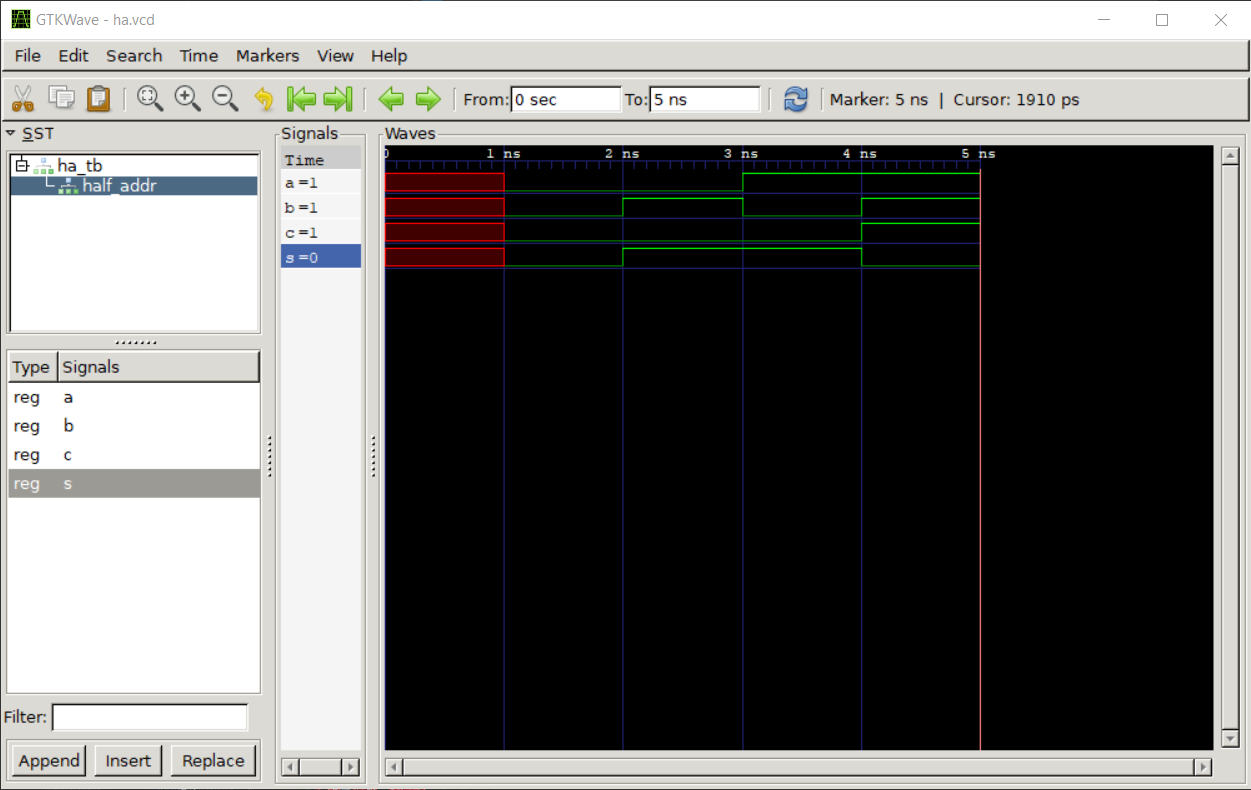 GTKWave - ha.vcd
File Edit Search Time Markers View Help
From: 0 sec To: 5 ns Marker: 5 ns | Cursor: 1910 ps
SST
ha_tb
half_addr
Type Signals
reg a
reg b
reg c
reg s
Filter:
Append Insert Replace
Signals
Time
a =1
b =1
c =1
s =0
Waves
0 1 ns 2 ns 3 ns 4 ns 5 ns